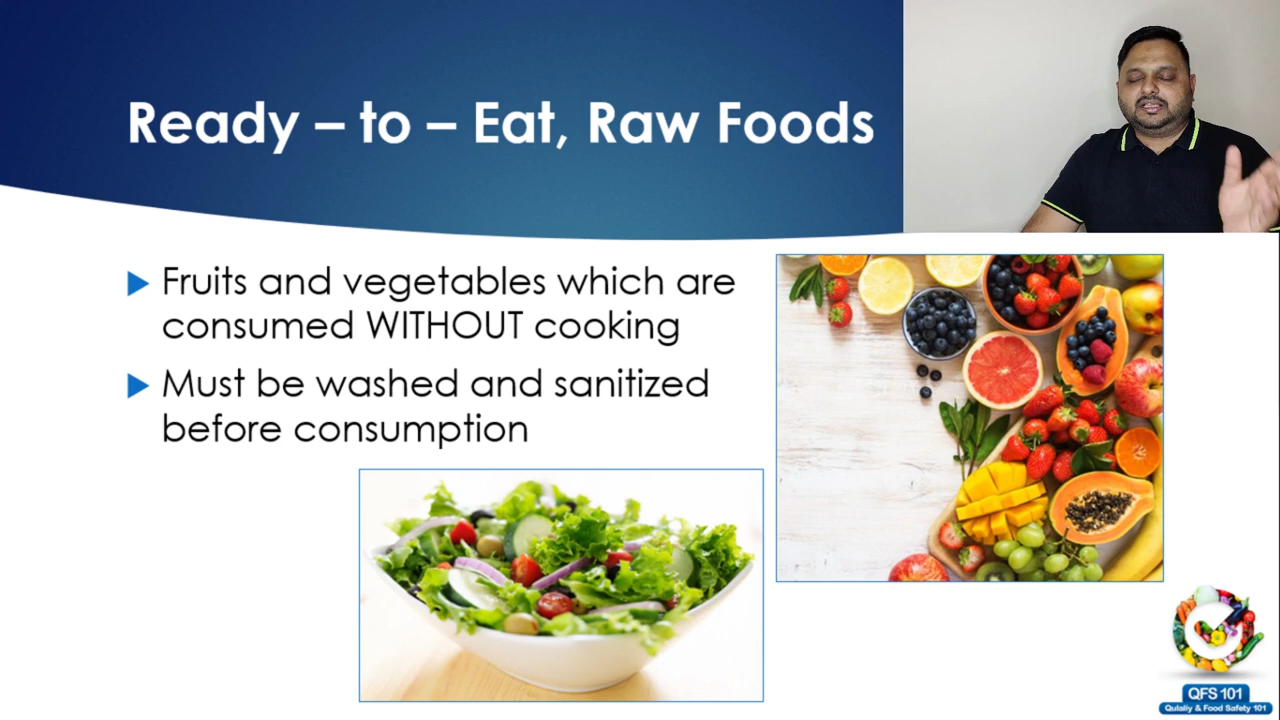 Ready – to – Eat, Raw Foods
Fruits and vegetables which are
consumed WITHOUT cooking
Must be washed and sanitized
before consumption
QFS 101
Qulaliy & Food Safety 101